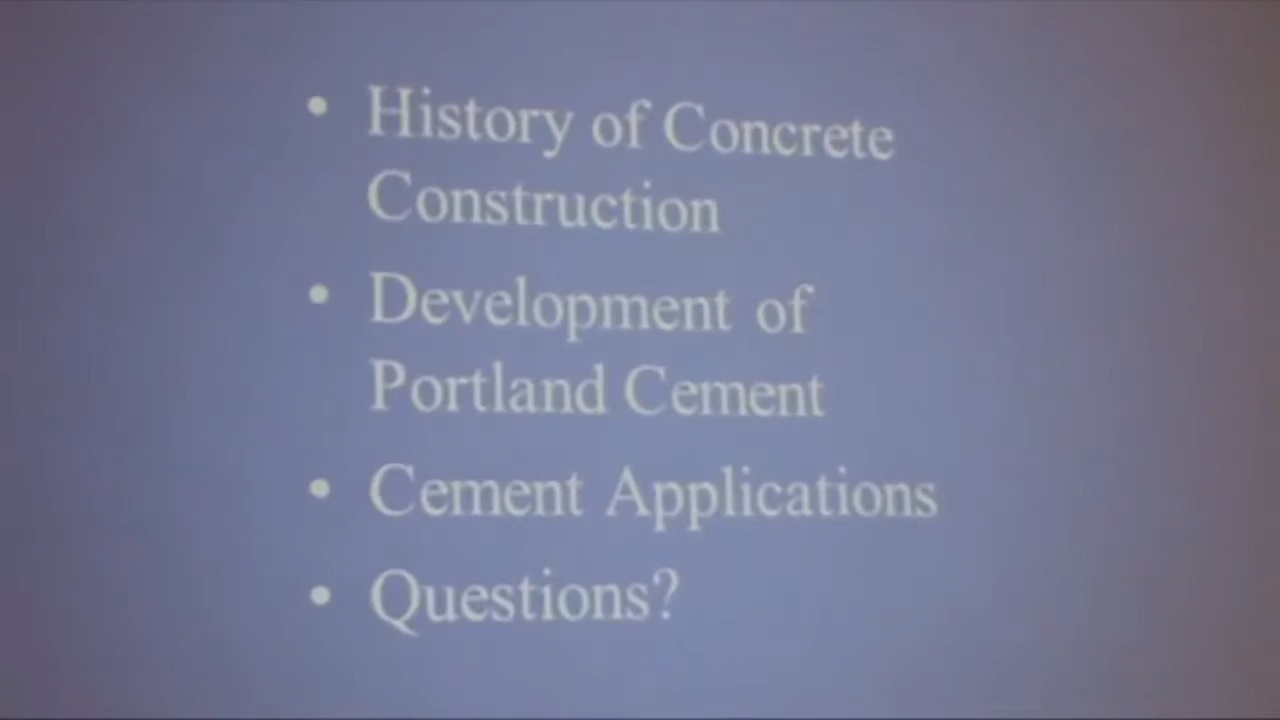 • History of Concrete
Construction
• Development of
Portland Cement
• Cement Applications
• Questions?